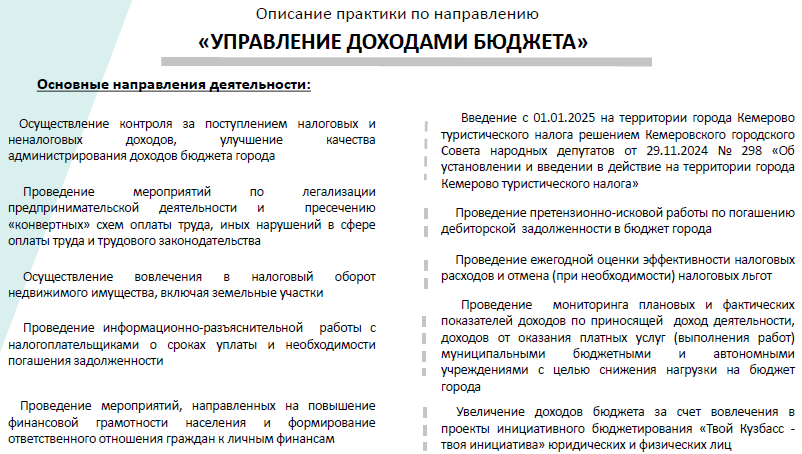 Описание практики по направлению
«УПРАВЛЕНИЕ ДОХОДАМИ БЮДЖЕТА»
Основные направления деятельности:
Осуществление контроля за поступлением налоговых и
неналоговых доходов, улучшение качества
администрирования доходов бюджета города
Проведение мероприятий по легализации
предпринимательской деятельности и пресечению
«конвертных» схем оплаты труда, иных нарушений в сфере
оплаты труда и трудового законодательства
Осуществление вовлечения в налоговый оборот
недвижимого имущества, включая земельные участки
Проведение информационно-разъяснительной работы с
налогоплательщиками о сроках уплаты и необходимости
погашения задолженности
Проведение мероприятий, направленных на повышение
финансовой грамотности населения и формирование
ответственного отношения граждан к личным финансам
Введение с 01.01.2025 на территории города Кемерово
туристического налога решением Кемеровского городского
Совета народных депутатов от 29.11.2024 № 298 «Об
установлении и введении в действие на территории города
Кемерово туристического налога»
Проведение претензионно-исковой работы по погашению
дебиторской задолженности в бюджет города
Проведение ежегодной оценки эффективности налоговых
расходов и отмена (при необходимости) налоговых льгот
Проведение мониторинга плановых и фактических
показателей доходов по приносящей доход деятельности,
доходов от оказания платных услуг (выполнения работ)
муниципальными бюджетными и автономными
учреждениями с целью снижения нагрузки на бюджет
города
Увеличение доходов бюджета за счет вовлечения в
проекты инициативного бюджетирования «Твой Кузбасс -
твоя инициатива» юридических и физических лиц